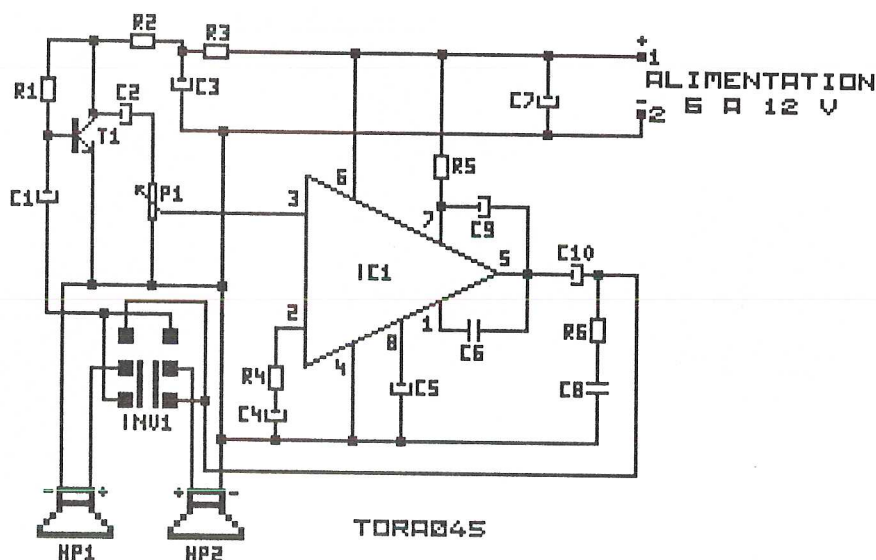 R2
R3
+
1
ALIMENTATION
6 A 12 V
-
2
R1
C2
C3
C7
T1
C1
P1
R5
6
3
7
C9
5
C10
IC1
2
1
8
4
C6
R6
R4
C5
C8
C4
INV1
-
+
+
-
HP1
HP2
TORA045